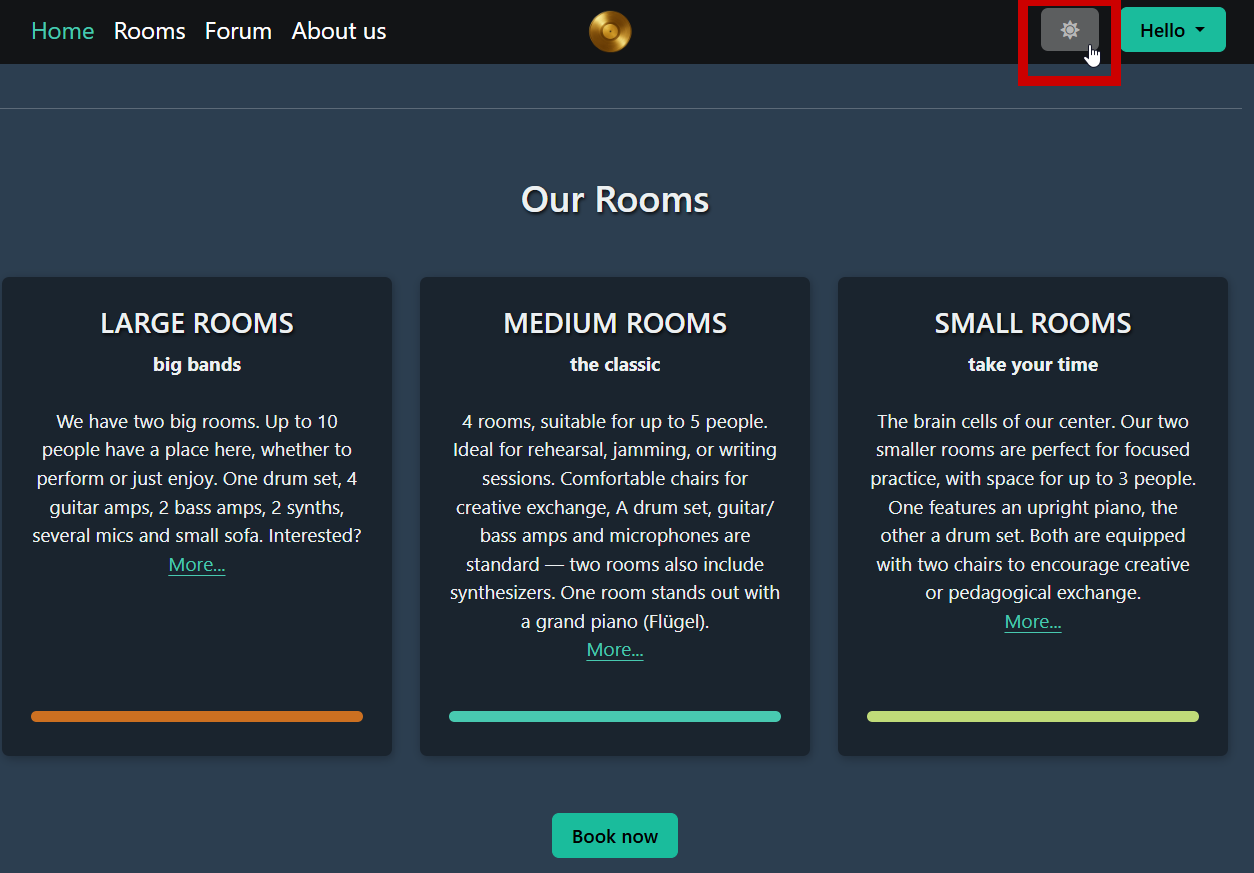 Home Rooms Forum About us Hello
Our Rooms
LARGE ROOMS
big bands
We have two big rooms. Up to 10
people have a place here, whether to
perform or just enjoy. One drum set, 4
guitar amps, 2 bass amps, 2 synths,
several mics and small sofa. Interested?
More...
MEDIUM ROOMS
the classic
4 rooms, suitable for up to 5 people.
Ideal for rehearsal, jamming, or writing
sessions. Comfortable chairs for
creative exchange, A drum set, guitar/
bass amps and microphones are
standard — two rooms also include
synthesizers. One room stands out with
a grand piano (Flügel).
More...
SMALL ROOMS
take your time
The brain cells of our center. Our two
smaller rooms are perfect for focused
practice, with space for up to 3 people.
One features an upright piano, the
other a drum set. Both are equipped
with two chairs to encourage creative
or pedagogical exchange.
More...
Book now